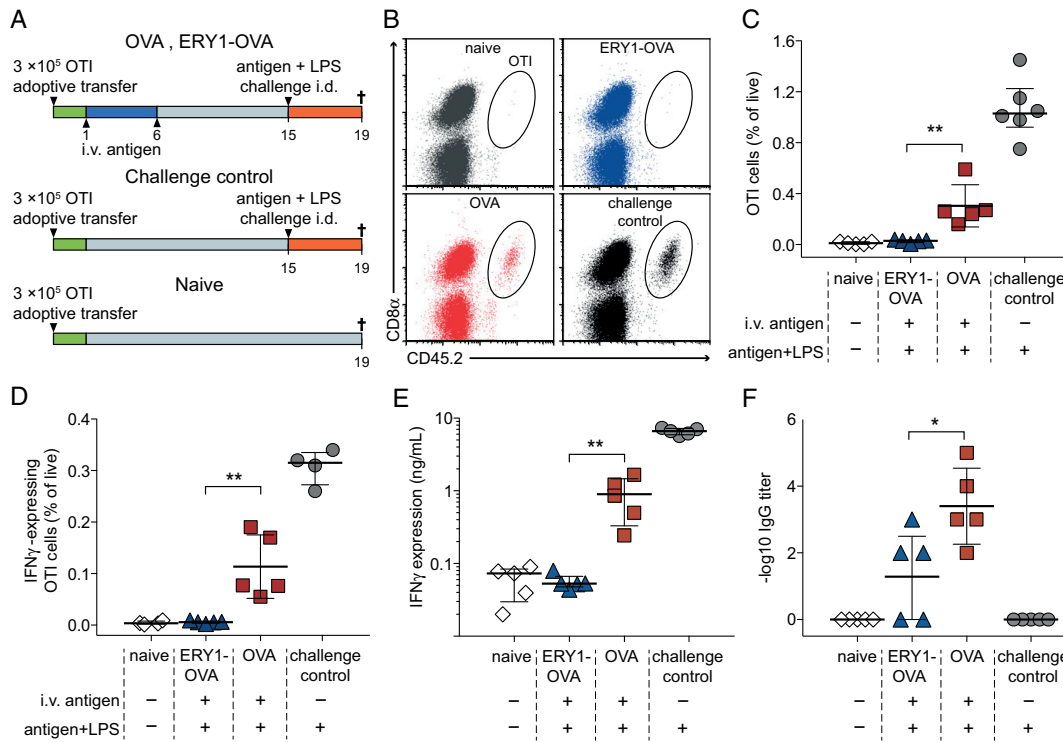 A
OVA , ERY1-OVA
3 ×10⁵ OTI
adoptive transfer
antigen + LPS
challenge i.d.
†
1
6
15
19
i.v. antigen
Challenge control
3 ×10⁵ OTI
adoptive transfer
antigen + LPS
challenge i.d.
†
15
19
Naive
3 ×10⁵ OTI
adoptive transfer
†
19
B
naive
OTI
ERY1-OVA
OVA
challenge
control
CD8α
CD45.2
C
OTI cells (% of live)
1.6
1.2
0.8
0.4
0.0
**
naive
ERY1-
OVA
OVA
challenge
control
i.v. antigen – + + –
antigen+LPS – + + +
D
IFNγ-expressing
OTI cells (% of live)
0.4
0.3
0.2
0.1
0.0
**
naive
ERY1-
OVA
OVA
challenge
control
i.v. antigen – + + –
antigen+LPS – + + +
E
IFNγ expression (ng/mL)
10
1
0.1
**
naive
ERY1-
OVA
OVA
challenge
control
– + + –
– + + +
F
-log10 IgG titer
6
4
2
0
*
naive
ERY1-
OVA
OVA
challenge
control
i.v. antigen – + + –
antigen+LPS – + + +